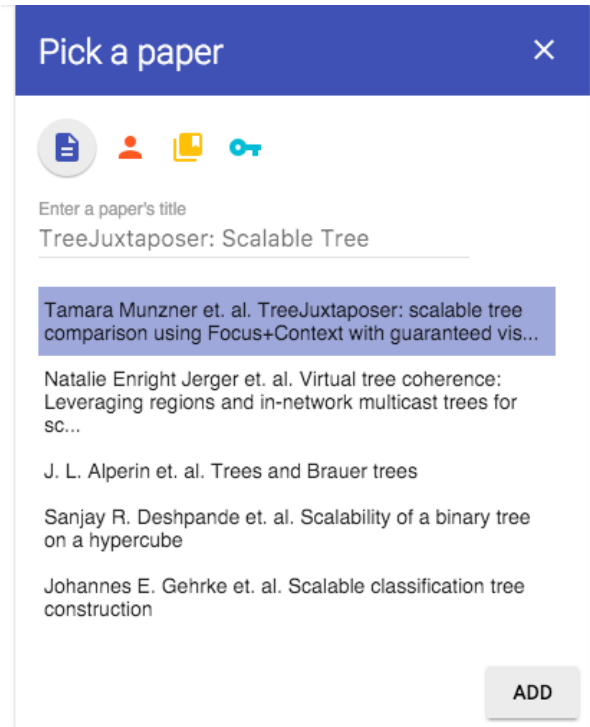 Pick a paper
Enter a paper's title
TreeJuxtaposer: Scalable Tree
Tamara Munzner et. al. TreeJuxtaposer: scalable tree
comparison using Focus+Context with guaranteed vis...
Natalie Enright Jerger et. al. Virtual tree coherence:
Leveraging regions and in-network multicast trees for
sc...
J. L. Alperin et. al. Trees and Brauer trees
Sanjay R. Deshpande et. al. Scalability of a binary tree
on a hypercube
Johannes E. Gehrke et. al. Scalable classification tree
construction
ADD